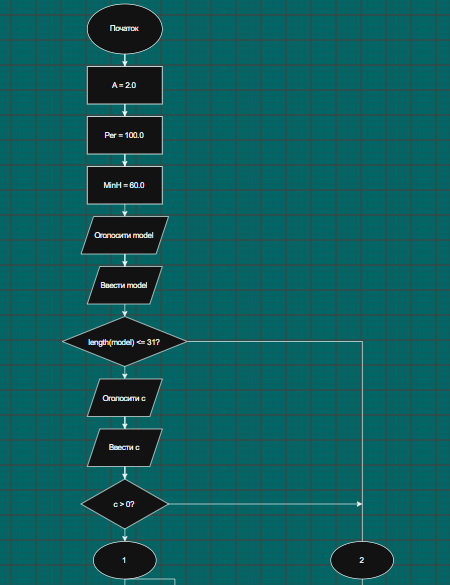 Початок
A = 2.0
Per = 100.0
MinH = 60.0
Оголосити model
Ввести model
length(model) <= 31?
Оголосити c
Ввести c
c > 0?
1
2